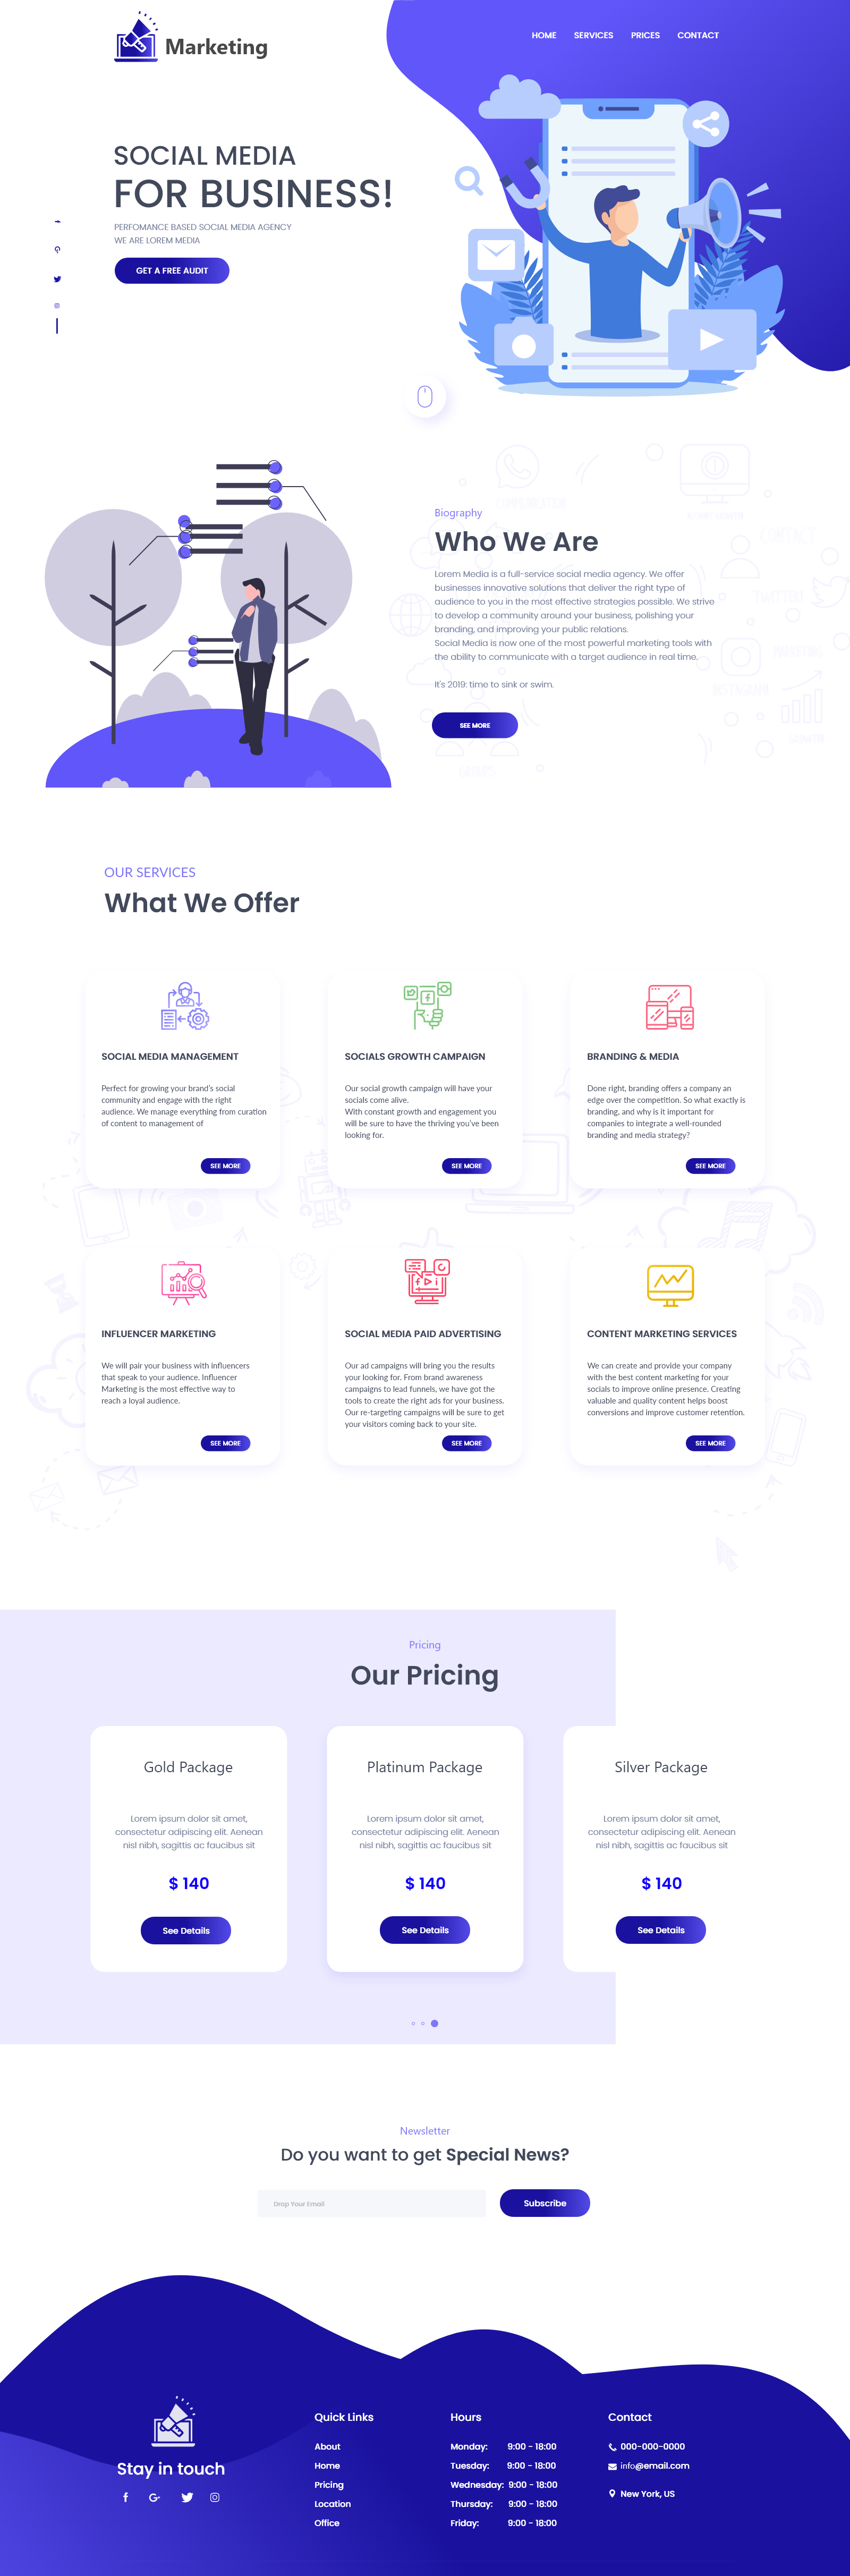 Marketing
HOME SERVICES PRICES CONTACT
SOCIAL MEDIA
FOR BUSINESS!
PERFOMANCE BASED SOCIAL MEDIA AGENCY
WE ARE LOREM MEDIA
GET A FREE AUDIT
Biography
Who We Are
Lorem Media is a full-service social media agency. We offer
businesses innovative solutions that deliver the right type of
audience to you in the most effective strategies possible. We strive
to develop a community around your business, polishing your
branding, and improving your public relations.
Social Media is now one of the most powerful marketing tools with
the ability to communicate with a target audience in real time.
It's 2019: time to sink or swim.
SEE MORE
COMMUNICATION
CONTACT
TWITTER
MARKETING
INSTAGRAM
GROWTH
GROUPS
OUR SERVICES
What We Offer
SOCIAL MEDIA MANAGEMENT
Perfect for growing your brand's social
community and engage with the right
audience. We manage everything from curation
of content to management of
SEE MORE
SOCIALS GROWTH CAMPAIGN
Our social growth campaign will have your
socials come alive.
With constant growth and engagement you
will be sure to have the thriving you've been
looking for.
SEE MORE
BRANDING & MEDIA
Done right, branding offers a company an
edge over the competition. So what exactly is
branding, and why is it important for
companies to integrate a well-rounded
branding and media strategy?
SEE MORE
INFLUENCER MARKETING
We will pair your business with influencers
that speak to your audience. Influencer
Marketing is the most effective way to
reach a loyal audience.
SEE MORE
SOCIAL MEDIA PAID ADVERTISING
Our ad campaigns will bring you the results
your looking for. From brand awareness
campaigns to lead funnels, we have got the
tools to create the right ads for your business.
Our re-targeting campaigns will be sure to get
your visitors coming back to your site.
SEE MORE
CONTENT MARKETING SERVICES
We can create and provide your company
with the best content marketing for your
socials to improve online presence. Creating
valuable and quality content helps boost
conversions and improve customer retention.
SEE MORE
Pricing
Our Pricing
Gold Package
Lorem ipsum dolor sit amet,
consectetur adipiscing elit. Aenean
nisl nibh, sagittis ac faucibus sit
$ 140
See Details
Platinum Package
Lorem ipsum dolor sit amet,
consectetur adipiscing elit. Aenean
nisl nibh, sagittis ac faucibus sit
$ 140
See Details
Silver Package
Lorem ipsum dolor sit amet,
consectetur adipiscing elit. Aenean
nisl nibh, sagittis ac faucibus sit
$ 140
See Details
Newsletter
Do you want to get Special News?
Drop Your Email
Subscribe
Stay in touch
Quick Links
About
Home
Pricing
Location
Office
Hours
Monday: 9:00 - 18:00
Tuesday: 9:00 - 18:00
Wednesday: 9:00 - 18:00
Thursday: 9:00 - 18:00
Friday: 9:00 - 18:00
Contact
000-000-0000
info@email.com
New York, US